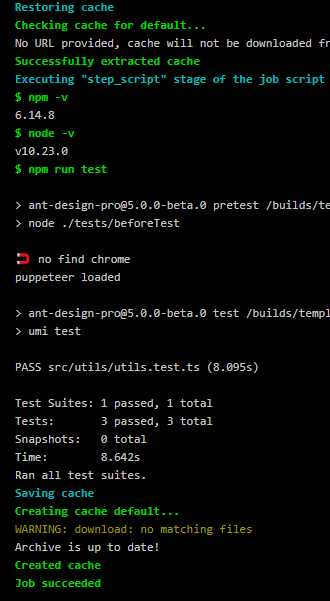 Restoring cache
Checking cache for default...
No URL provided, cache will not be downloaded
Successfully extracted cache
Executing "step_script" stage of the job script
$ npm -v
6.14.8
$ node -v
v10.23.0
$ npm run test
> ant-design-pro@5.0.0-beta.0 pretest
> node ./tests/beforeTest
no find chrome
puppeteer loaded
> ant-design-pro@5.0.0-beta.0 test
> umi test
PASS src/utils/utils.test.ts (8.095s)
Test Suites: 1 passed, 1 total
Tests: 3 passed, 3 total
Snapshots: 0 total
Time: 8.642s
Ran all test suites.
Saving cache
Creating cache default...
WARNING: download: no matching files
Archive is up to date!
Created cache
Job succeeded